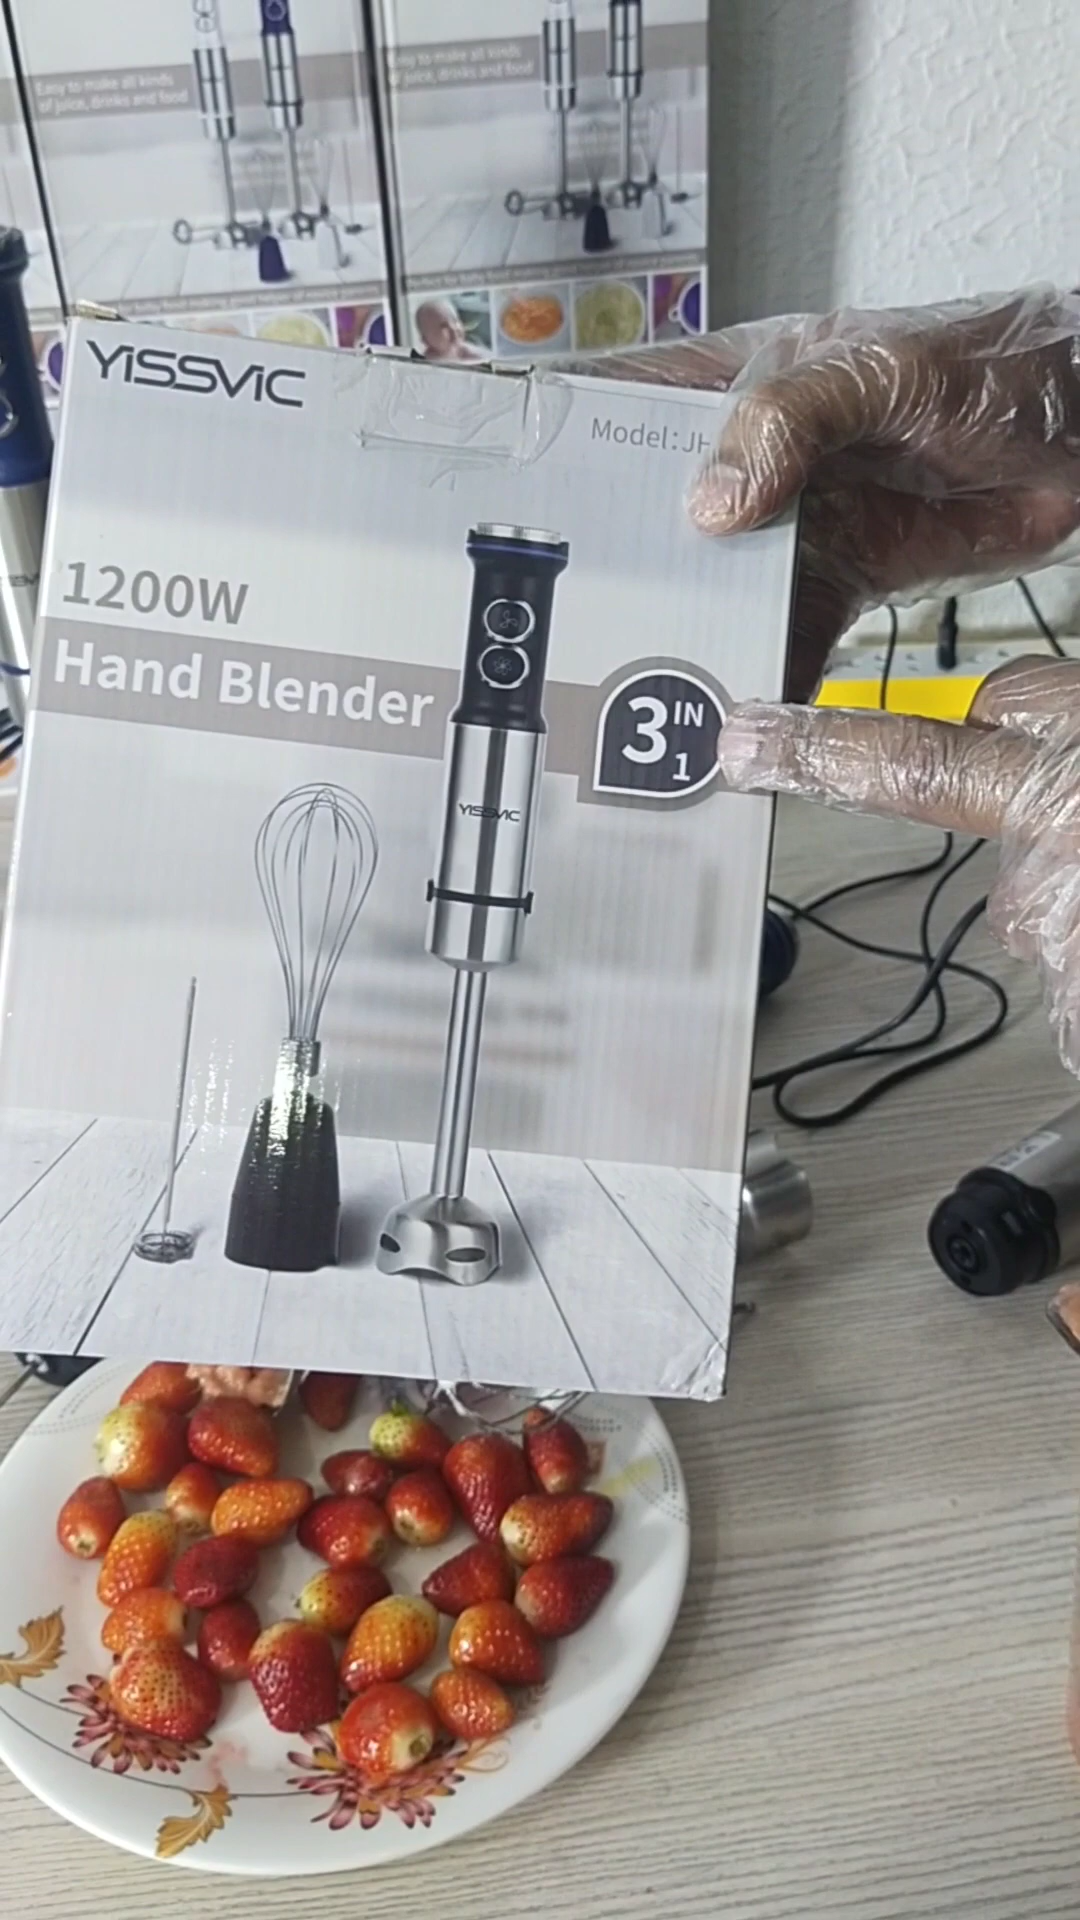 Easy to make all kinds
of juice, drinks and food
Easy to make all kinds
of juice, drinks and food
YISSVIC
Model:JH
1200W
Hand Blender
3 IN 1
YISSVIC